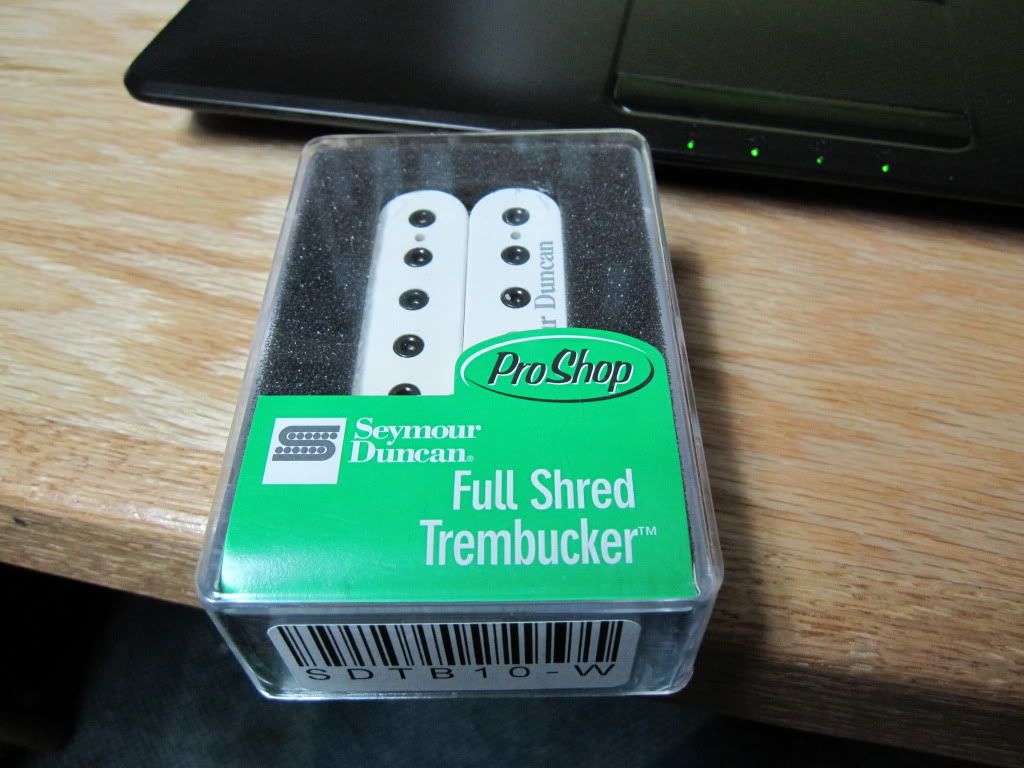 Duncan
ProShop
Seymour
Duncan®
Full Shred
Trembucker™
SDTB10-W